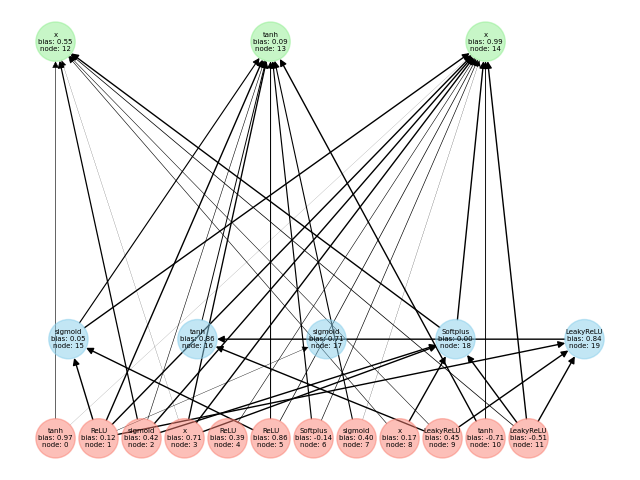 x
bias: 0.55
node: 12
tanh
bias: 0.09
node: 13
x
bias: 0.99
node: 14
sigmoid
bias: 0.05
node: 15
tanh
bias: 0.86
node: 16
sigmoid
bias: 0.71
node: 17
Softplus
bias: 0.00
node: 18
LeakyReLU
bias: 0.84
node: 19
tanh
bias: 0.97
node: 0
ReLU
bias: 0.12
node: 1
sigmoid
bias: 0.42
node: 2
x
bias: 0.71
node: 3
ReLU
bias: 0.39
node: 4
ReLU
bias: 0.86
node: 5
Softplus
bias: -0.14
node: 6
sigmoid
bias: 0.40
node: 7
x
bias: 0.17
node: 8
LeakyReLU
bias: 0.45
node: 9
tanh
bias: -0.71
node: 10
LeakyReLU
bias: -0.51
node: 11